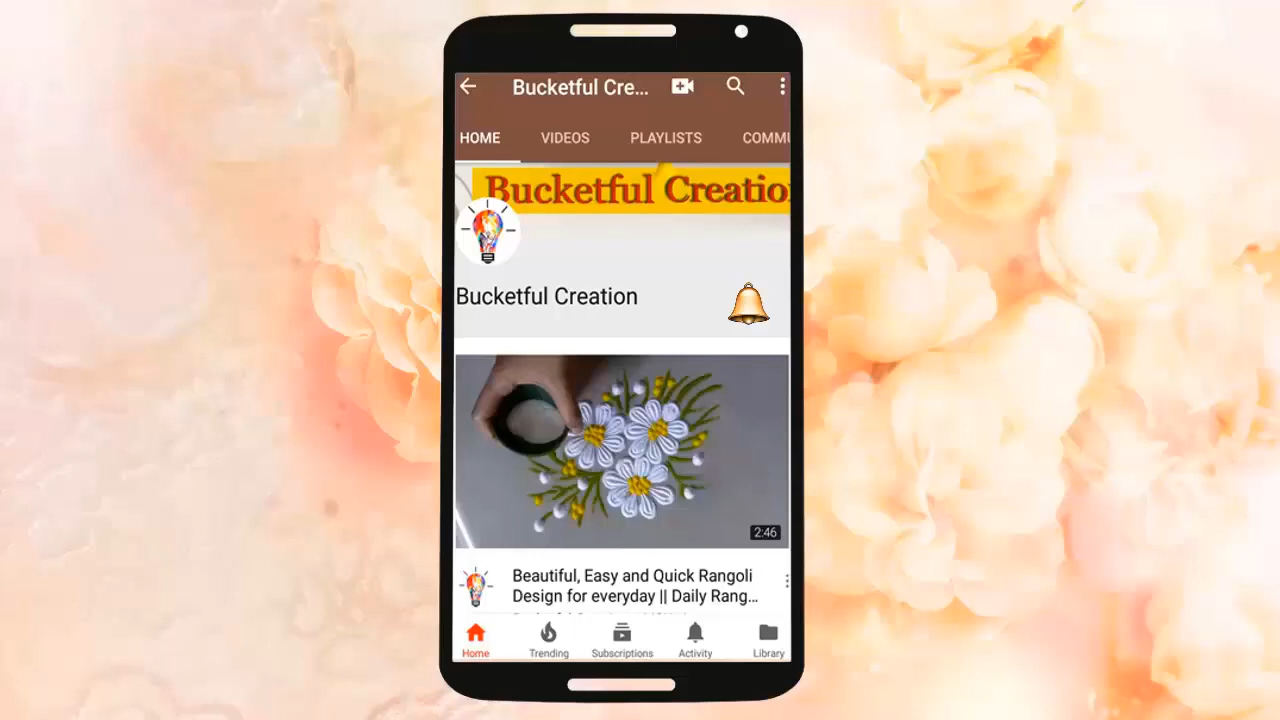 Bucketful Cre...
HOME VIDEOS PLAYLISTS COMMU
Bucketful Creation
Bucketful Creation
2:46
Beautiful, Easy and Quick Rangoli
Design for everyday || Daily Rang...
Home Trending Subscriptions Activity Library